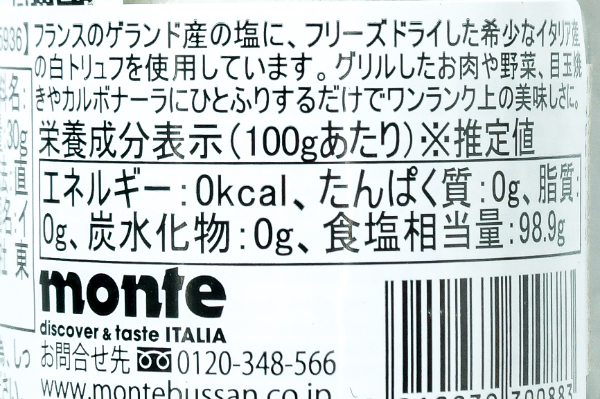 5936】フランスのゲランド産の塩に、フリーズドライした希少なイタリア産
の白トリュフを使用しています。グリルしたお肉や野菜、目玉焼
きやカルボナーラにひとふりするだけでワンランク上の美味しさに。
30g
栄養成分表示(100gあたり)※推定値
エネルギー:0kcal、たんぱく質:0g、脂質:
0g、炭水化物:0g、食塩相当量:98.9g
monte
discover & taste ITALIA
お問合せ先 0120-348-566
www.montebussan.co.jp